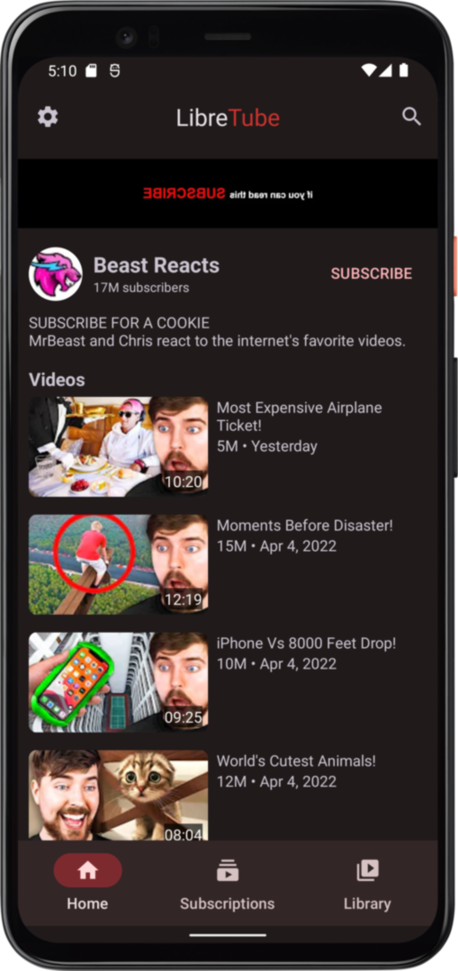 5:10
LibreTube
if you can read this SUBSCRIBE
Beast Reacts
17M subscribers
SUBSCRIBE
SUBSCRIBE FOR A COOKIE
MrBeast and Chris react to the internet's favorite videos.
Videos
10:20
Most Expensive Airplane
Ticket!
5M • Yesterday
12:19
Moments Before Disaster!
15M • Apr 4, 2022
09:25
iPhone Vs 8000 Feet Drop!
10M • Apr 4, 2022
08:04
World's Cutest Animals!
12M • Apr 4, 2022
Home
Subscriptions
Library